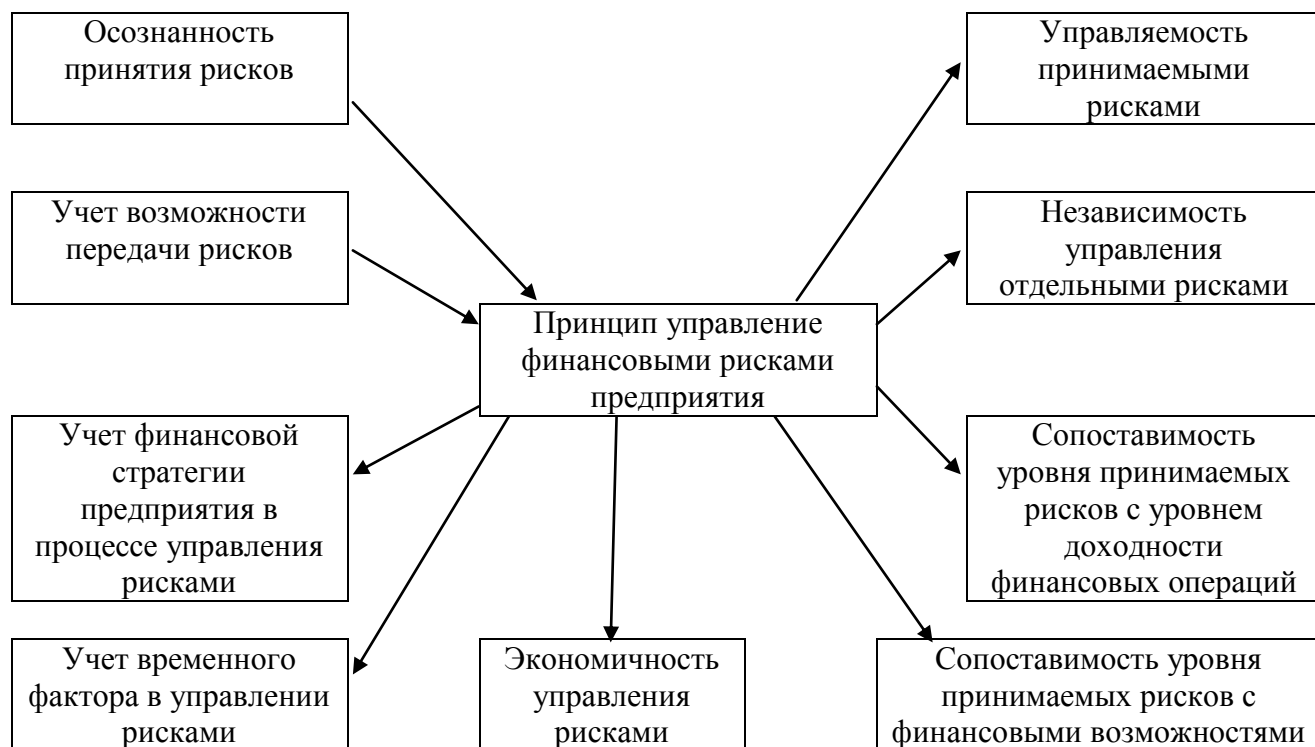 Осознанность
принятия рисков
Управляемость
принимаемыми
рисками
Учет возможности
передачи рисков
Независимость
управления
отдельными рисками
Принцип управление
финансовыми рисками
предприятия
Учет финансовой
стратегии
предприятия в
процессе управления
рисками
Сопоставимость
уровня принимаемых
рисков с уровнем
доходности
финансовых операций
Учет временного
фактора в управлении
рисками
Экономичность
управления
рисками
Сопоставимость уровня
принимаемых рисков с
финансовыми возможностями